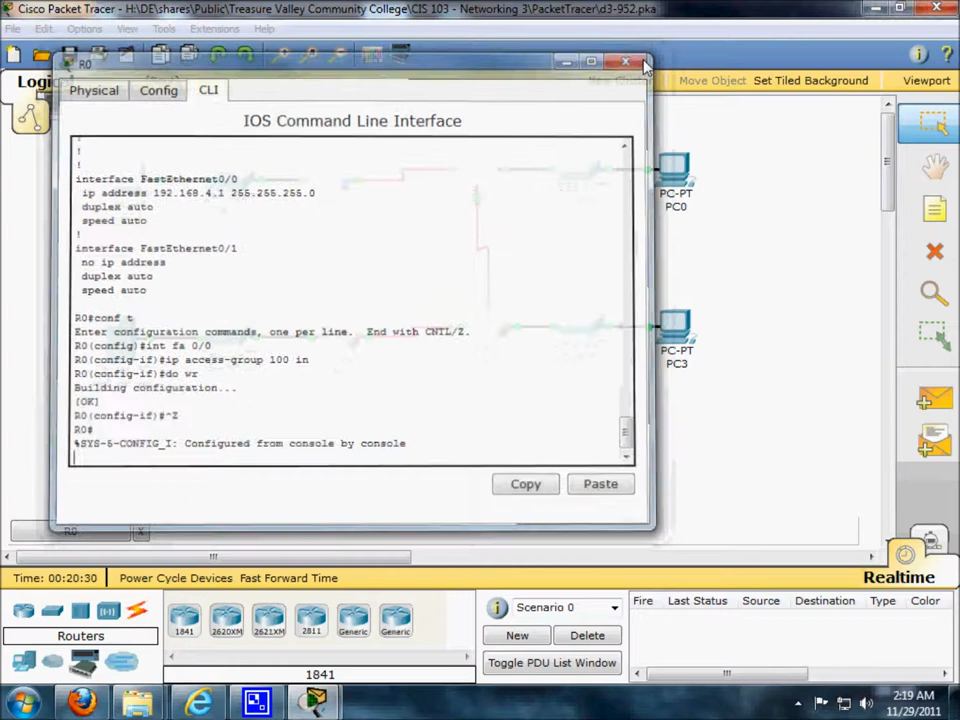 Cisco Packet Tracer - H:\DE\shares\Public\Treasure Valley Community College\CIS 103 - Networking 3\PacketTracer\d3-952.pka
File Edit Options View Tools Extensions Help
R0
Move Object Set Tiled Background Viewport
Physical Config CLI
IOS Command Line Interface
!
!
interface FastEthernet0/0
ip address 192.168.4.1 255.255.255.0
duplex auto
speed auto
!
interface FastEthernet0/1
no ip address
duplex auto
speed auto
R0#conf t
Enter configuration commands, one per line. End with CNTL/Z.
R0(config)#int fa 0/0
R0(config-if)#ip access-group 100 in
R0(config-if)#do wr
Building configuration...
[OK]
R0(config-if)#^Z
R0#
%SYS-5-CONFIG_I: Configured from console by console
Copy Paste
PC-PT
PC0
PC-PT
PC3
R0 X
Time: 00:20:30 Power Cycle Devices Fast Forward Time
Realtime
Routers
1841 2620XM 2621XM 2811 Generic Generic
1841
Scenario 0
New Delete
Toggle PDU List Window
Fire Last Status Source Destination Type Color
2:19 AM
11/29/2011